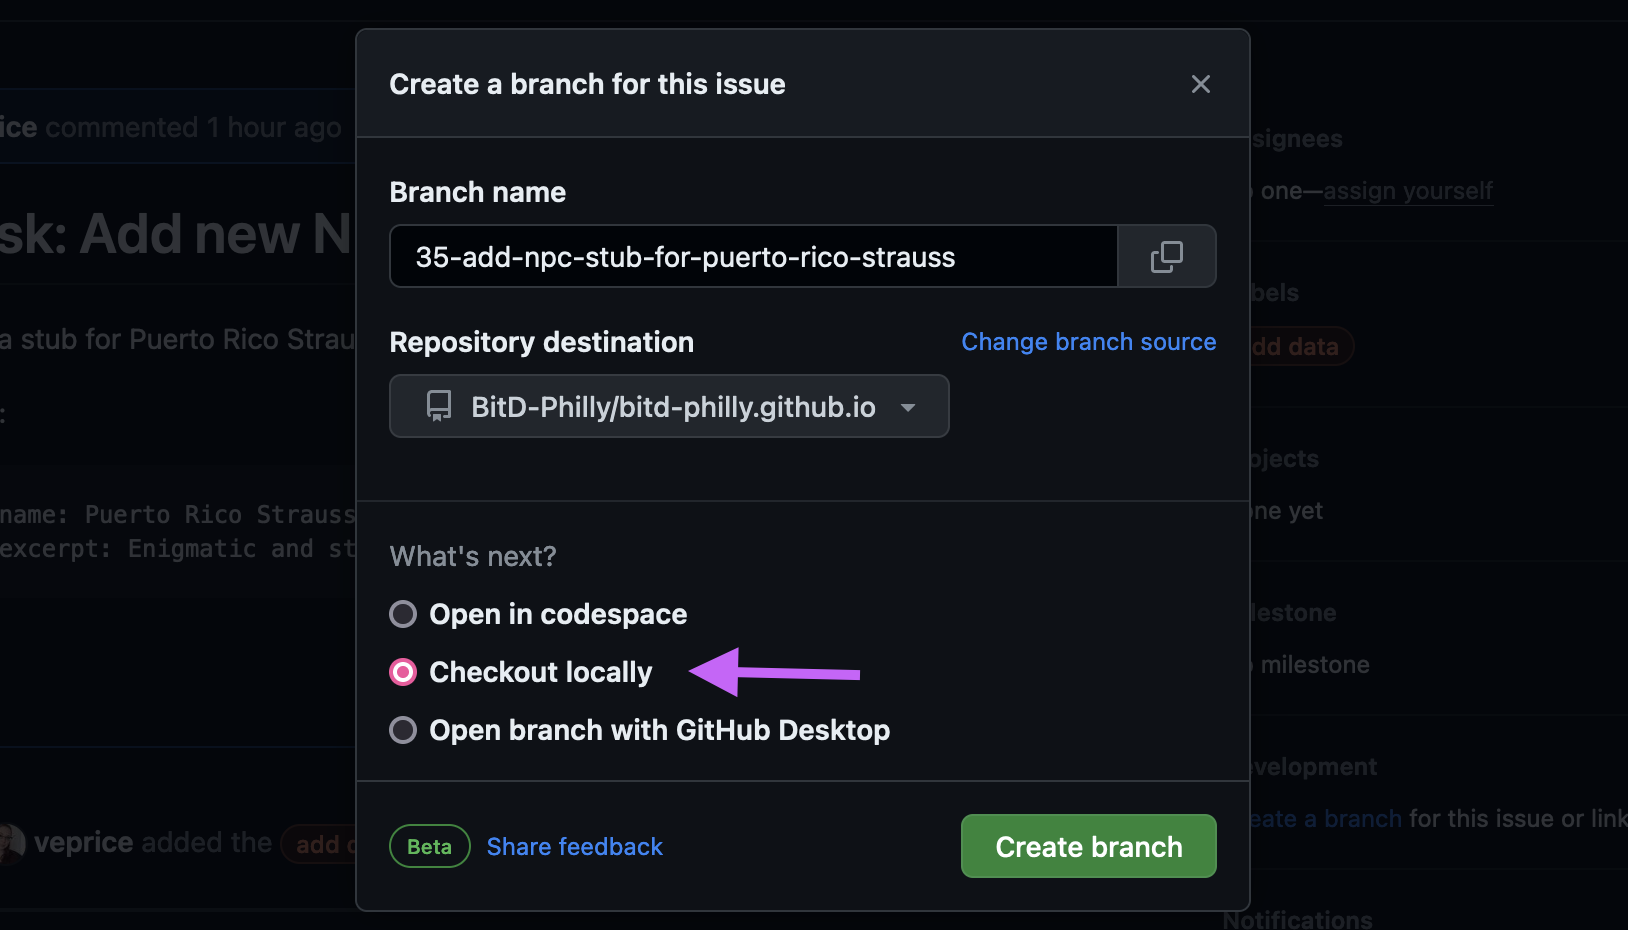 Create a branch for this issue
ice commented 1 hour ago
Branch name
sk: Add new N
35-add-npc-stub-for-puerto-rico-strauss
a stub for Puerto Rico Strau
Repository destination
Change branch source
BitD-Philly/bitd-philly.github.io
:
name: Puerto Rico Strauss
excerpt: Enigmatic and st
What's next?
Open in codespace
Checkout locally
Open branch with GitHub Desktop
veprice added the add d
Beta Share feedback
Create branch
signees
one—assign yourself
bels
dd data
ojects
ne yet
lestone
milestone
evelopment
eate a branch for this issue or link
Notifications